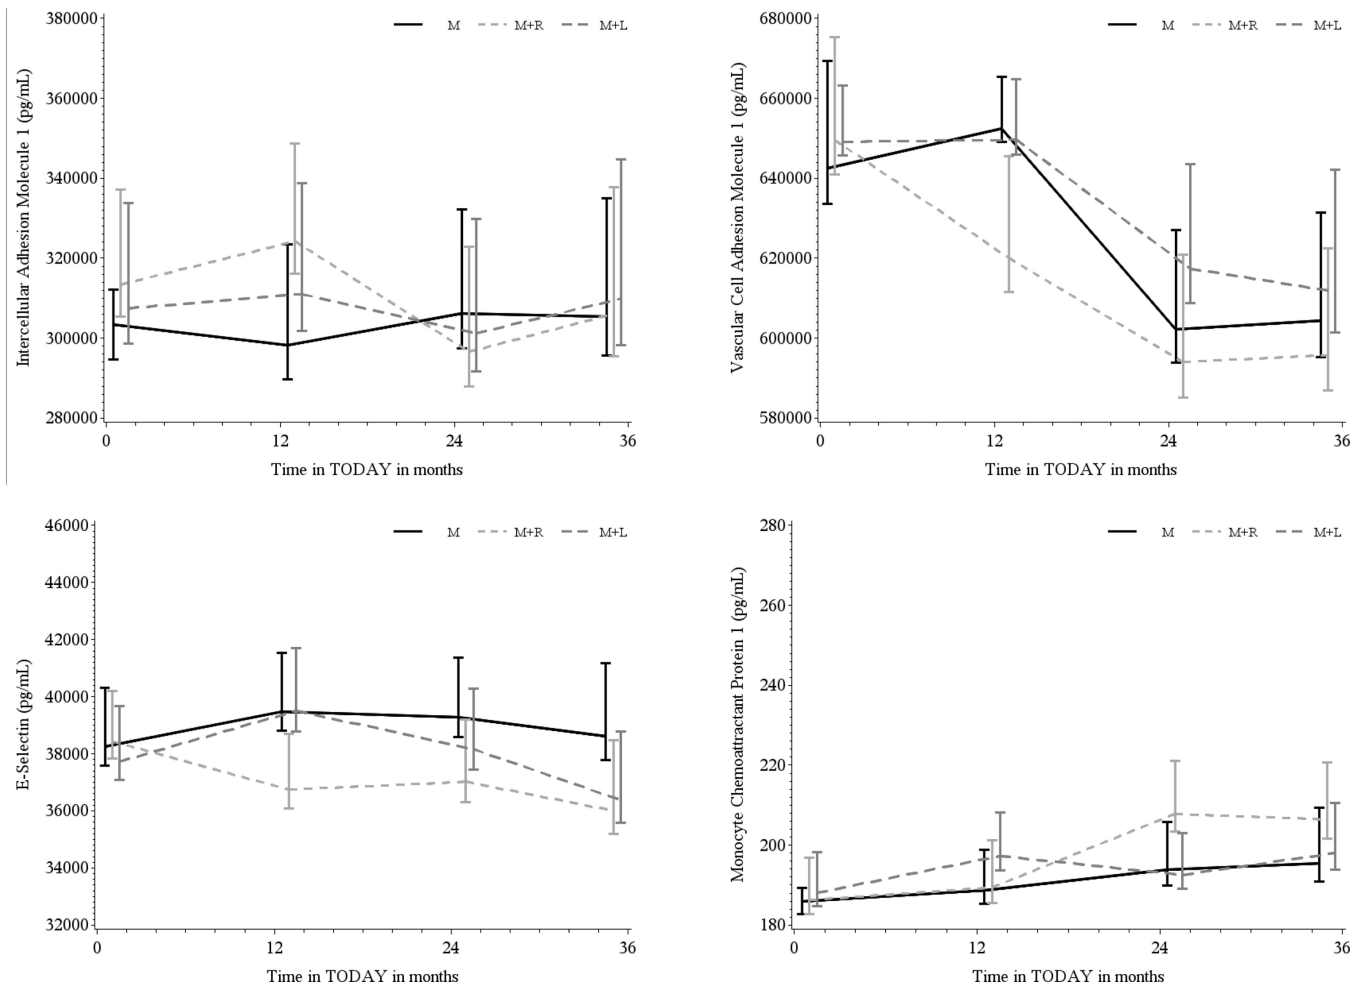 M M+R M+L
Intercellular Adhesion Molecule 1 (pg/mL)
380000
360000
340000
320000
300000
280000
0 12 24 36
Time in TODAY in months
M M+R M+L
Vascular Cell Adhesion Molecule 1 (pg/mL)
680000
660000
640000
620000
600000
580000
0 12 24 36
Time in TODAY in months
M M+R M+L
E-Selectin (pg/mL)
46000
44000
42000
40000
38000
36000
34000
32000
0 12 24 36
Time in TODAY in months
M M+R M+L
Monocyte Chemoattractant Protein 1 (pg/mL)
280
260
240
220
200
180
0 12 24 36
Time in TODAY in months